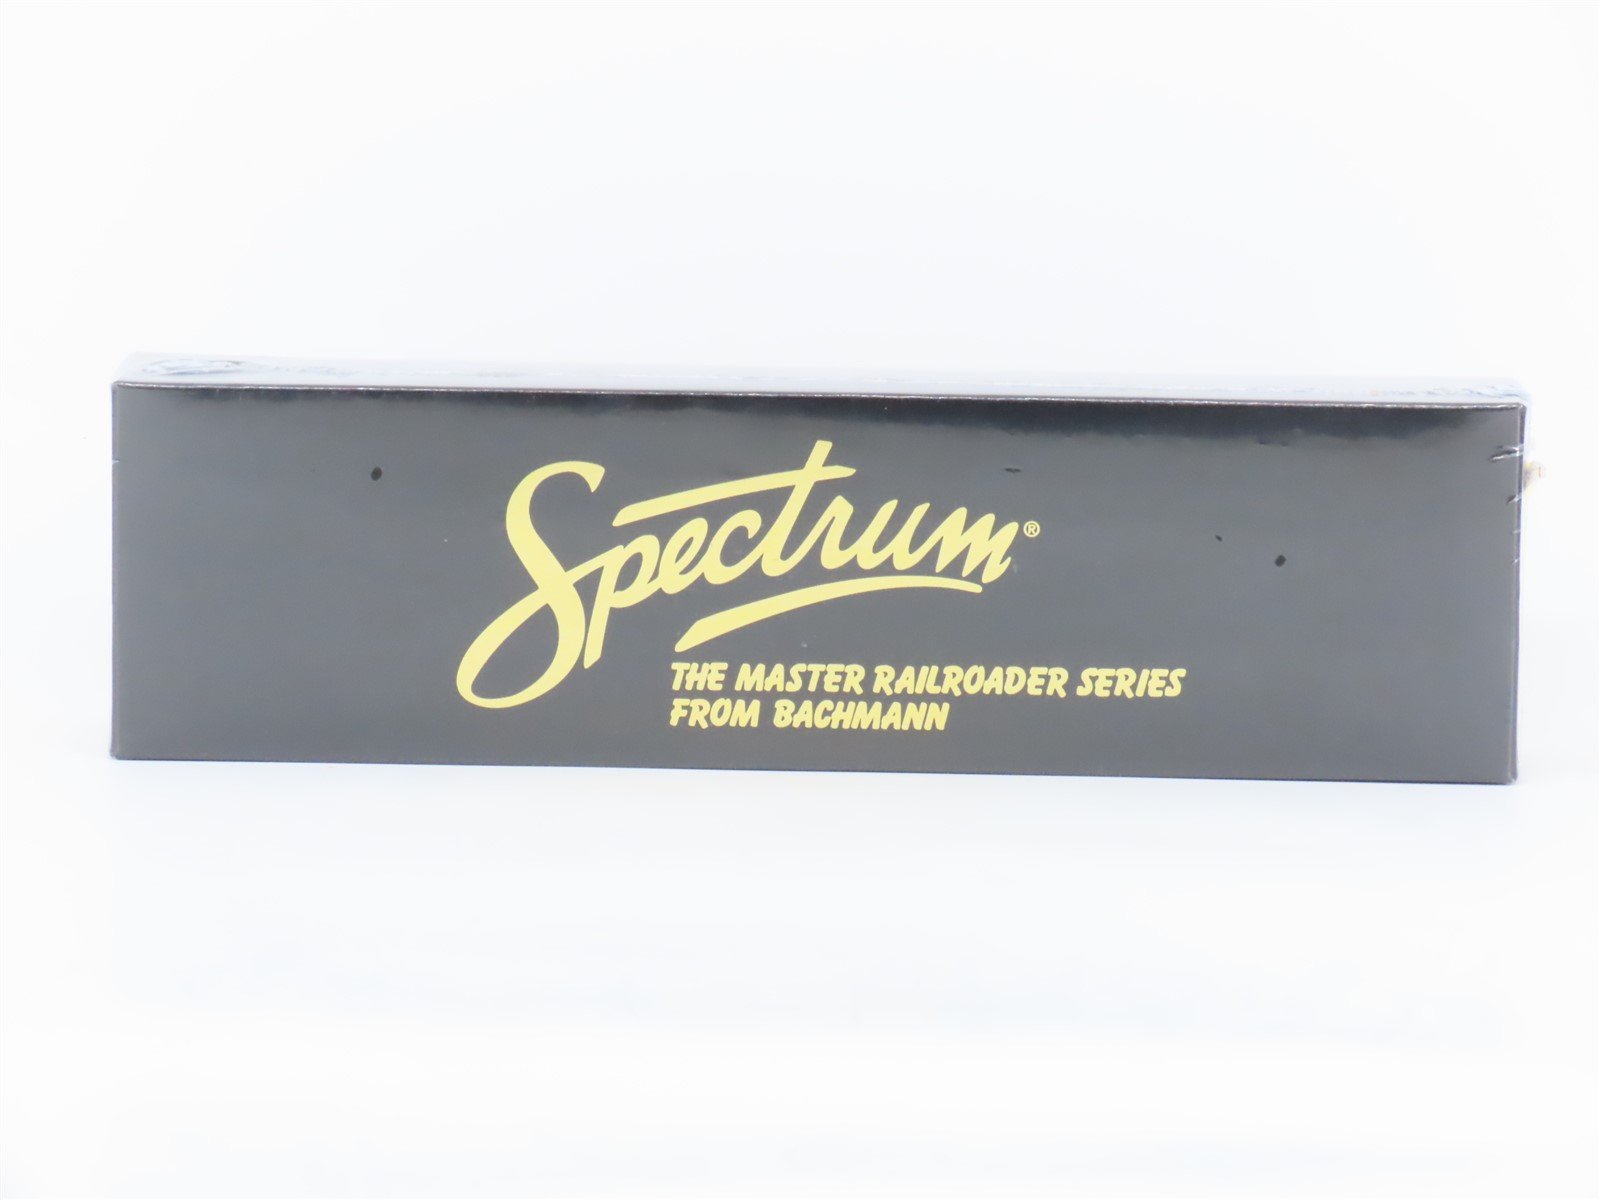 Spectrum®
THE MASTER RAILROADER SERIES
FROM BACHMANN